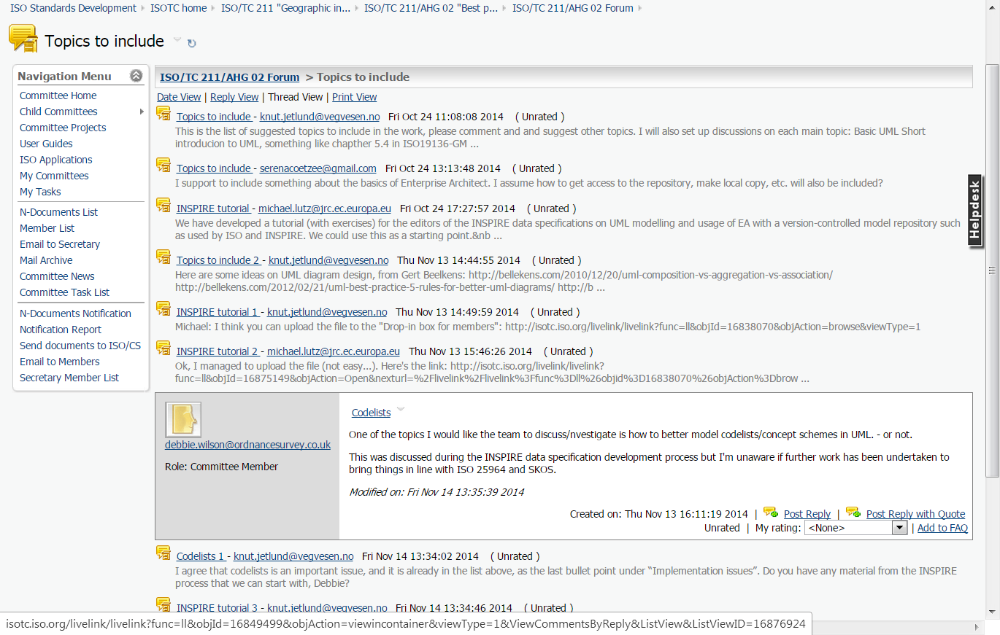 ISO Standards Development ISOTC home ISO/TC 211 "Geographic in... ISO/TC 211/AHG 02 "Best p... ISO/TC 211/AHG 02 Forum
Topics to include
Navigation Menu
Committee Home
Child Committees
Committee Projects
User Guides
ISO Applications
My Committees
My Tasks
N-Documents List
Member List
Email to Secretary
Mail Archive
Committee News
Committee Task List
N-Documents Notification
Notification Report
Send documents to ISO/CS
Email to Members
Secretary Member List
ISO/TC 211/AHG 02 Forum > Topics to include
Date View | Reply View | Thread View | Print View
Topics to include - knut.jetlund@vegvesen.no Fri Oct 24 11:08:08 2014 ( Unrated )
This is the list of suggested topics to include in the work, please comment and and suggest other topics. I will also set up discussions on each main topic: Basic UML Short
introducion to UML, something like chapther 5.4 in ISO19136-GM ...
Topics to include - serenacoetzee@gmail.com Fri Oct 24 13:13:48 2014 ( Unrated )
I support to include something about the basics of Enterprise Architect. I assume how to get access to the repository, make local copy, etc. will also be included?
INSPIRE tutorial - michael.lutz@jrc.ec.europa.eu Fri Oct 24 17:27:57 2014 ( Unrated )
We have developed a tutorial (with exercises) for the editors of the INSPIRE data specifications on UML modelling and usage of EA with a version-controlled model repository such
as used by ISO and INSPIRE. We could use this as a starting point.&nb ...
Topics to include 2 - knut.jetlund@vegvesen.no Thu Nov 13 14:44:55 2014 ( Unrated )
Here are some ideas on UML diagram design, from Gert Beelkens: http://bellekens.com/2010/12/20/uml-composition-vs-aggregation-vs-association/
http://bellekens.com/2012/02/21/uml-best-practice-5-rules-for-better-uml-diagrams/ http://b ...
INSPIRE tutorial 1 - knut.jetlund@vegvesen.no Thu Nov 13 14:49:59 2014 ( Unrated )
Michael: I think you can upload the file to the "Drop-in box for members": http://isotc.iso.org/livelink/livelink?func=ll&objId=16838070&objAction=browse&viewType=1
INSPIRE tutorial 2 - michael.lutz@jrc.ec.europa.eu Thu Nov 13 15:46:26 2014 ( Unrated )
Ok, I managed to upload the file (not easy...). Here's the link: http://isotc.iso.org/livelink/livelink?
func=ll&objId=16875149&objAction=Open&nexturl=%2Flivelink%2Flivelink%3Ffunc%3Dll%26objid%3D16838070%26objAction%3Dbrow ...
debbie.wilson@ordnancesurvey.co.uk
Role: Committee Member
Codelists
One of the topics I would like the team to discuss/nvestigate is how to better model codelists/concept schemes in UML. - or not.
This was discussed during the INSPIRE data specification development process but I'm unaware if further work has been undertaken to
bring things in line with ISO 25964 and SKOS.
Modified on: Fri Nov 14 13:35:39 2014
Created on: Thu Nov 13 16:11:19 2014 | Post Reply | Post Reply with Quote
Unrated | My rating: <None> | Add to FAQ
Codelists 1 - knut.jetlund@vegvesen.no Fri Nov 14 13:34:02 2014 ( Unrated )
I agree that codelists is an important issue, and it is already in the list above, as the last bullet point under “Implementation issues”. Do you have any material from the INSPIRE
process that we can start with, Debbie?
INSPIRE tutorial 3 - knut.jetlund@vegvesen.no Fri Nov 14 13:34:46 2014 ( Unrated )
isotc.iso.org/livelink/livelink?func=ll&objId=16849499&objAction=viewincontainer&viewType=1&ViewCommentsByReply&ListView&ListViewID=16876924
Helpdesk